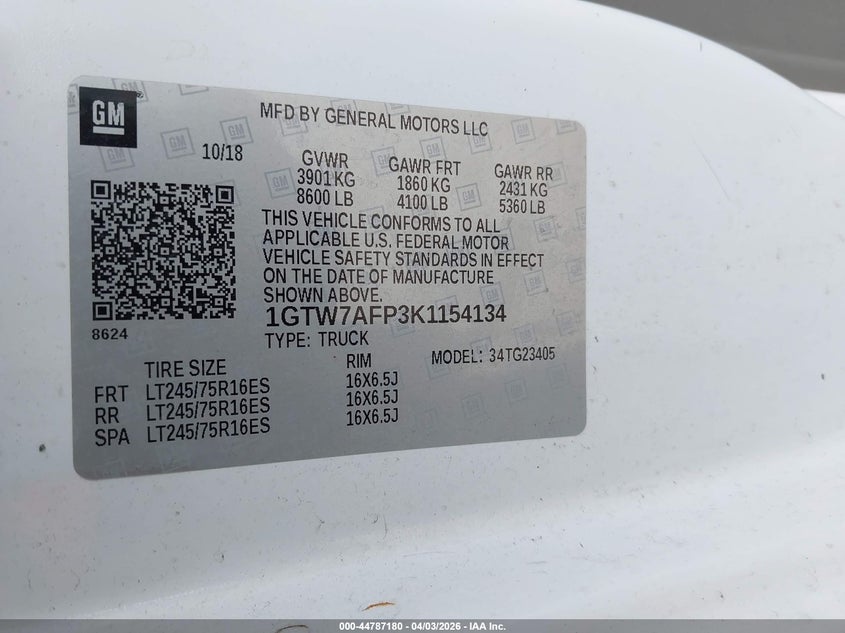 GM
MFD BY GENERAL MOTORS LLC
10/18
GVWR GAWR FRT GAWR RR
3901 KG 1860 KG 2431 KG
8600 LB 4100 LB 5360 LB
THIS VEHICLE CONFORMS TO ALL
APPLICABLE U.S. FEDERAL MOTOR
VEHICLE SAFETY STANDARDS IN EFFECT
ON THE DATE OF MANUFACTURE
SHOWN ABOVE.
1GTW7AFP3K1154134
8624
TYPE: TRUCK MODEL: 34TG23405
TIRE SIZE RIM
FRT LT245/75R16ES 16X6.5J
RR LT245/75R16ES 16X6.5J
SPA LT245/75R16ES 16X6.5J
000-44787180 | 04/03/2026 - IAA Inc.